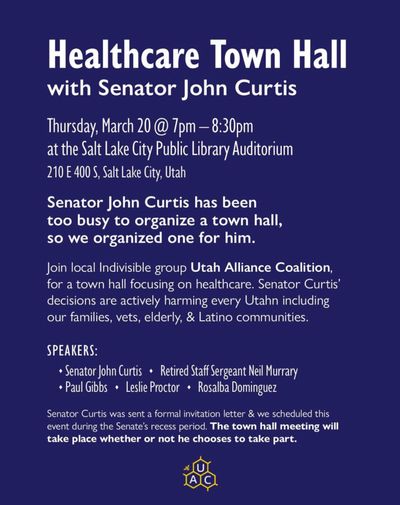 Healthcare Town Hall
with Senator John Curtis
Thursday, March 20 @ 7pm – 8:30pm
at the Salt Lake City Public Library Auditorium
210 E 400 S, Salt Lake City, Utah
Senator John Curtis has been
too busy to organize a town hall,
so we organized one for him.
Join local Indivisible group Utah Alliance Coalition,
for a town hall focusing on healthcare. Senator Curtis'
decisions are actively harming every Utahn including
our families, vets, elderly, & Latino communities.
SPEAKERS:
• Senator John Curtis • Retired Staff Sergeant Neil Murrary
• Paul Gibbs • Leslie Proctor • Rosalba Dominguez
Senator Curtis was sent a formal invitation letter & we scheduled this
event during the Senate's recess period. The town hall meeting will
take place whether or not he chooses to take part.
U
A C